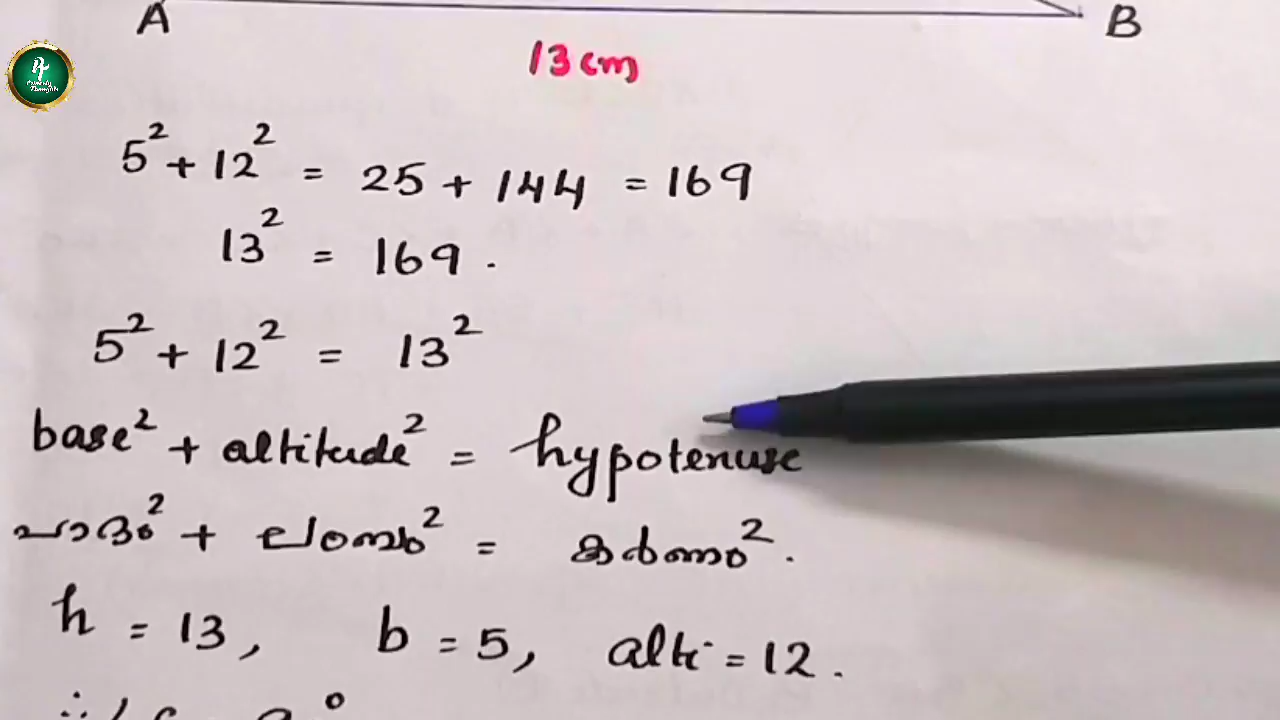 A B
13 cm
5² + 12² = 25 + 144 = 169
13² = 169 .
5² + 12² = 13²
base² + altitude² = hypotenuse
പാദം² + ലംബം² = കർണം² .
h = 13, b = 5, alti = 12 .